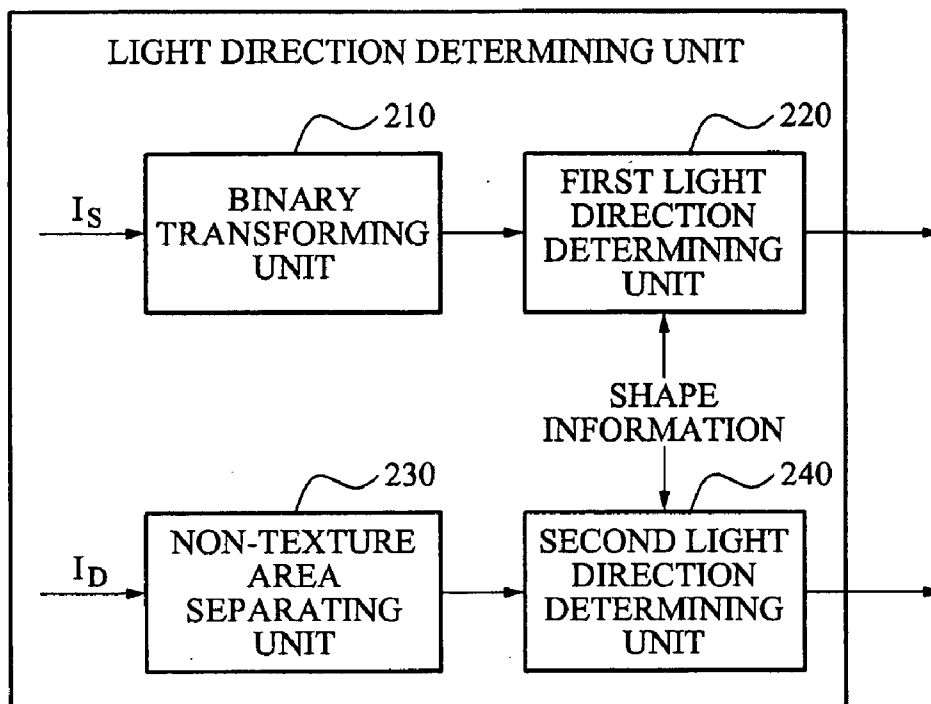 LIGHT DIRECTION DETERMINING UNIT
210
220
I_S
BINARY
TRANSFORMING
UNIT
FIRST LIGHT
DIRECTION
DETERMINING
UNIT
SHAPE
INFORMATION
230
240
I_D
NON-TEXTURE
AREA
SEPARATING
UNIT
SECOND LIGHT
DIRECTION
DETERMINING
UNIT